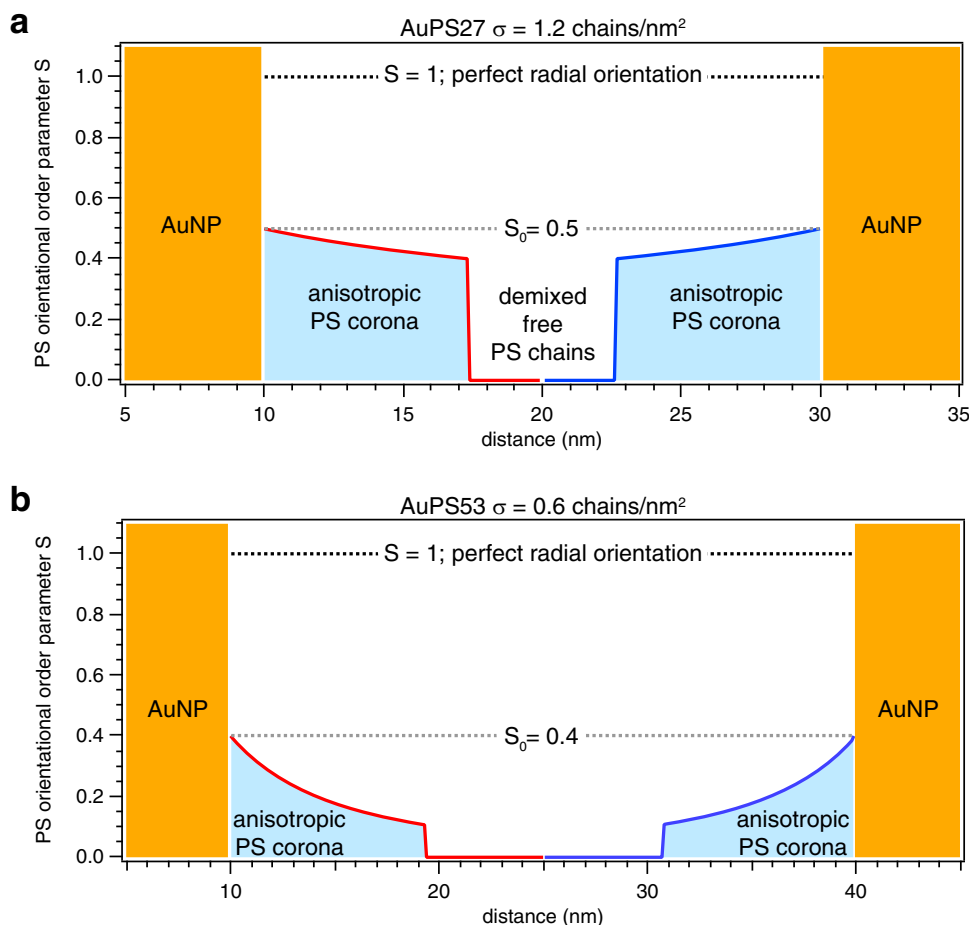 a
AuPS27 σ = 1.2 chains/nm²
PS orientational order parameter S
1.0
0.8
0.6
0.4
0.2
0.0
S = 1; perfect radial orientation
AuNP
S₀= 0.5
AuNP
anisotropic
PS corona
demixed
free
PS chains
anisotropic
PS corona
5
10
15
20
25
30
35
distance (nm)
b
AuPS53 σ = 0.6 chains/nm²
PS orientational order parameter S
1.0
0.8
0.6
0.4
0.2
0.0
S = 1; perfect radial orientation
AuNP
S₀= 0.4
AuNP
anisotropic
PS corona
anisotropic
PS corona
10
20
30
40
distance (nm)